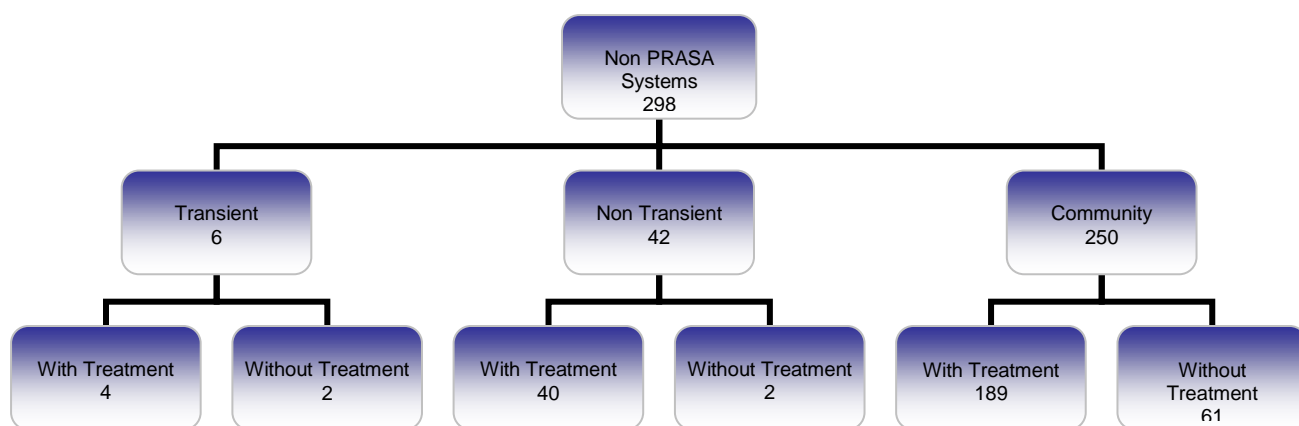 Non PRASA
Systems
298
Transient
6
Non Transient
42
Community
250
With Treatment
4
Without Treatment
2
With Treatment
40
Without Treatment
2
With Treatment
189
Without
Treatment
61